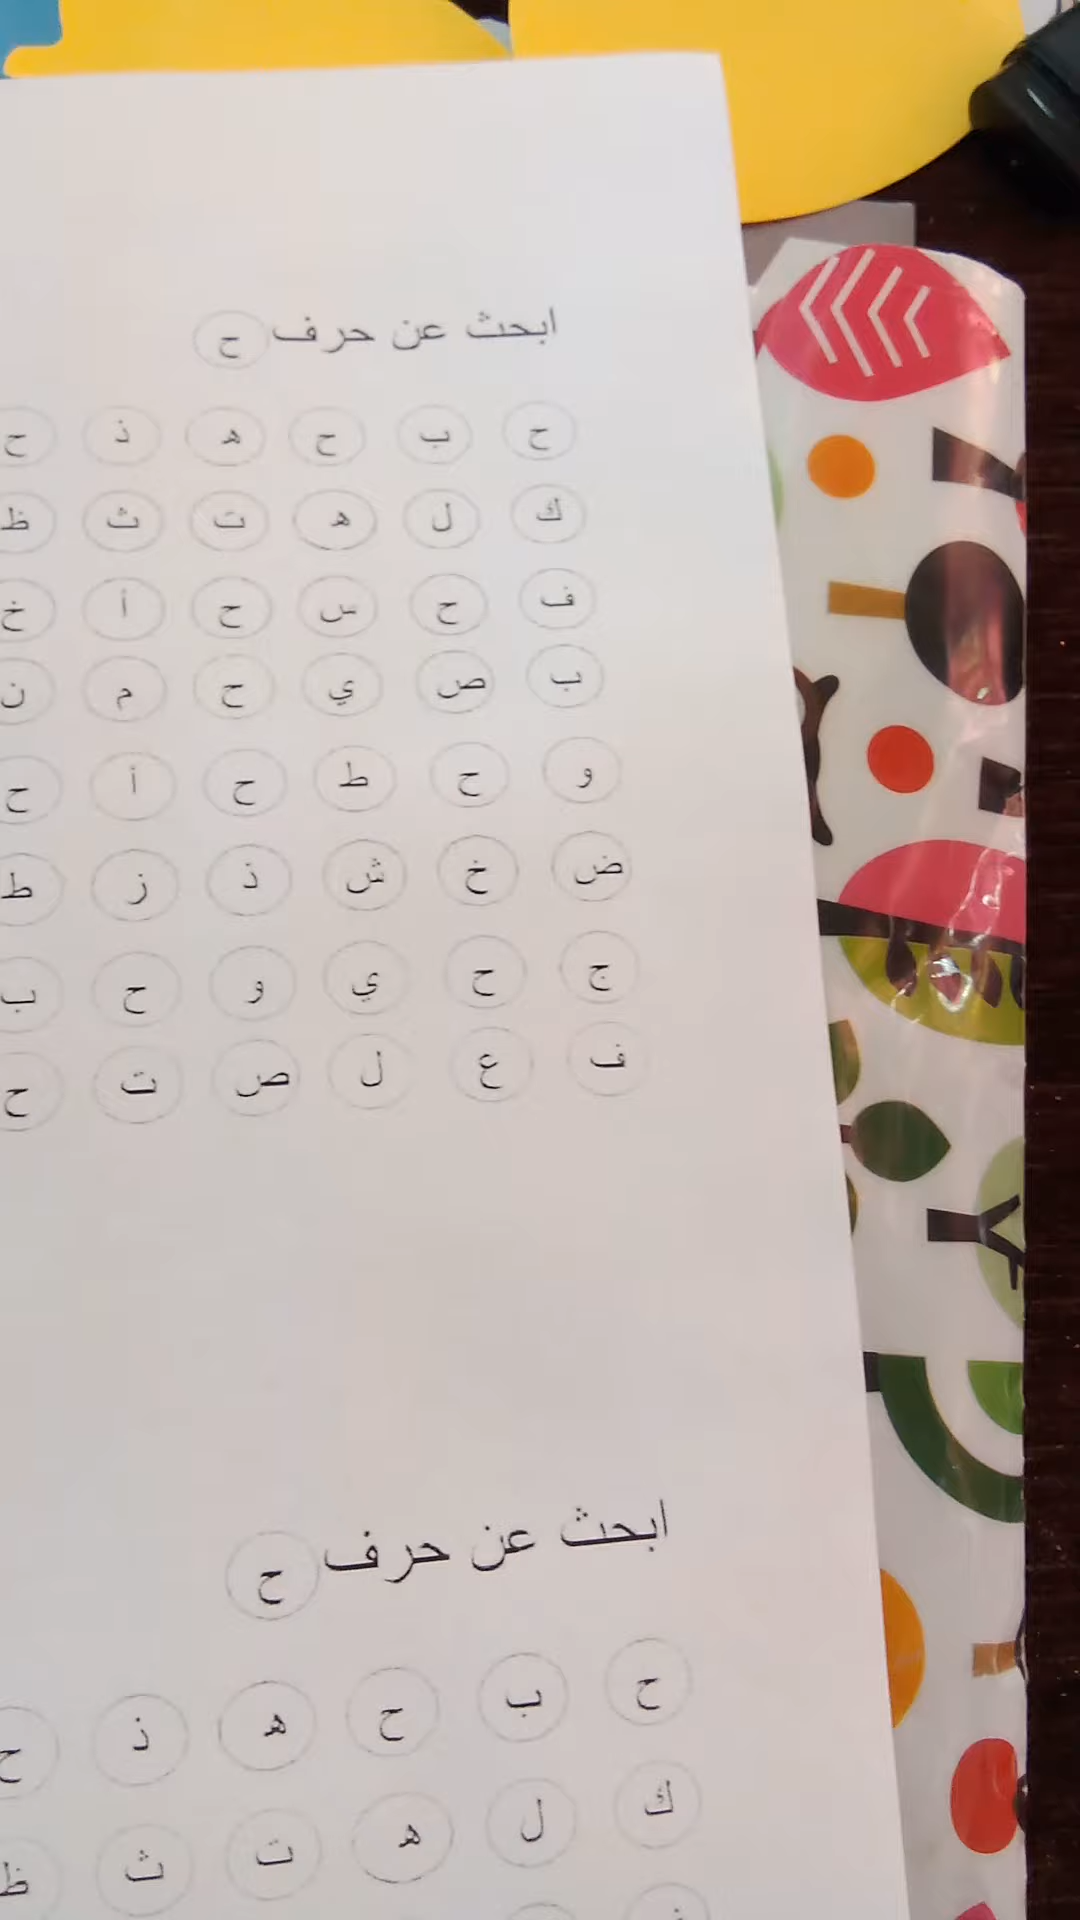 ابحث عن حرف ح
ح ب ح ه ذ ح
ك ل ه ت ث ظ
ف ح س ح أ خ
ب ص ي ح م ن
و ح ط ح أ ح
ض خ ش ذ ز ط
ج ح ي و ح ب
ف ع ل ص ت ح
ابحث عن حرف ح
ح ب ح ه ذ ح
ك ل ه ت ث ظ